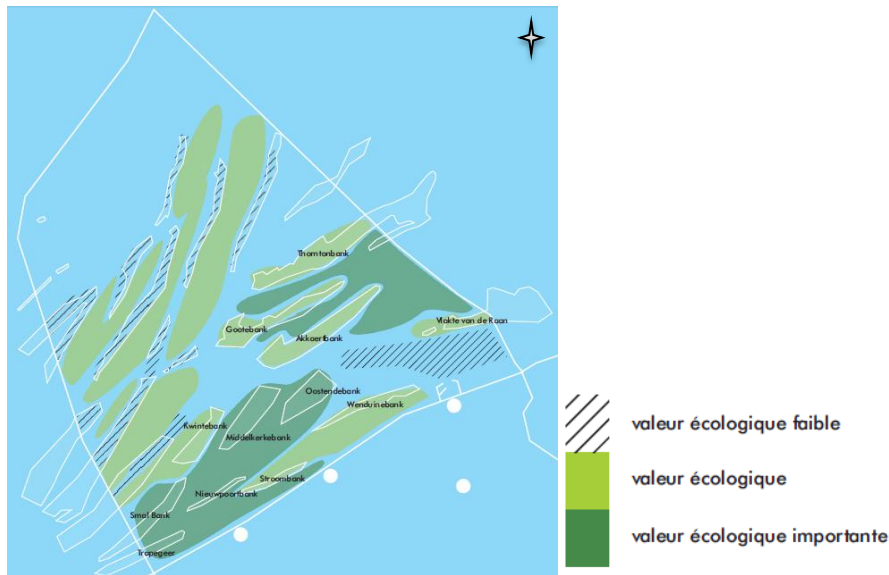 Thorntonbank
Gootebank
Akkaertbank
Vlakte van de Raan
Oostendebank
Wenduinebank
Kwintebank
Middelkerkebank
Stroombank
Nieuwpoortbank
Smal Bank
Trapegeer
valeur écologique faible
valeur écologique
valeur écologique importante